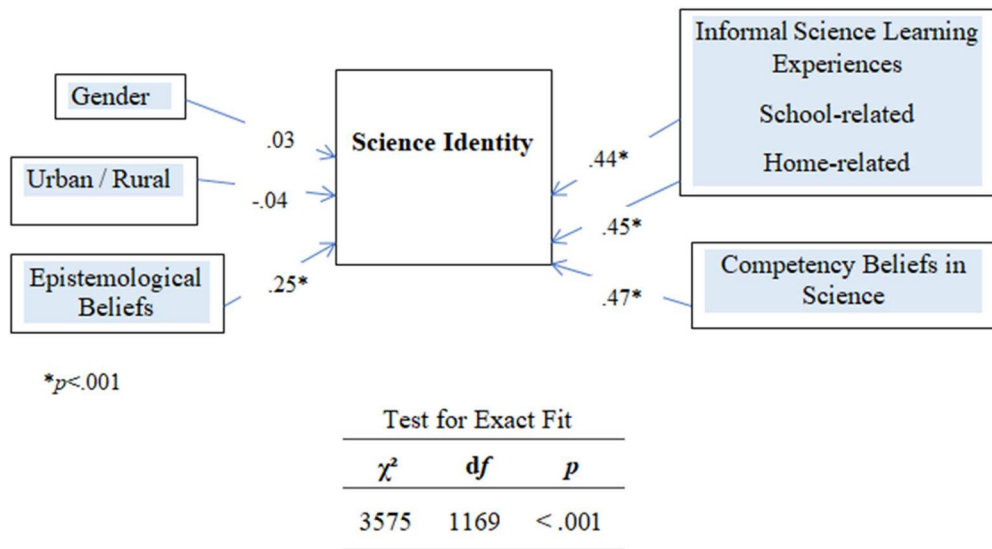 Gender
Urban / Rural
Epistemological
Beliefs
.03
-.04
.25*
Science Identity
.44*
.45*
.47*
Informal Science Learning
Experiences
School-related
Home-related
Competency Beliefs in
Science
*p<.001
Test for Exact Fit
χ² df p
3575 1169 < .001